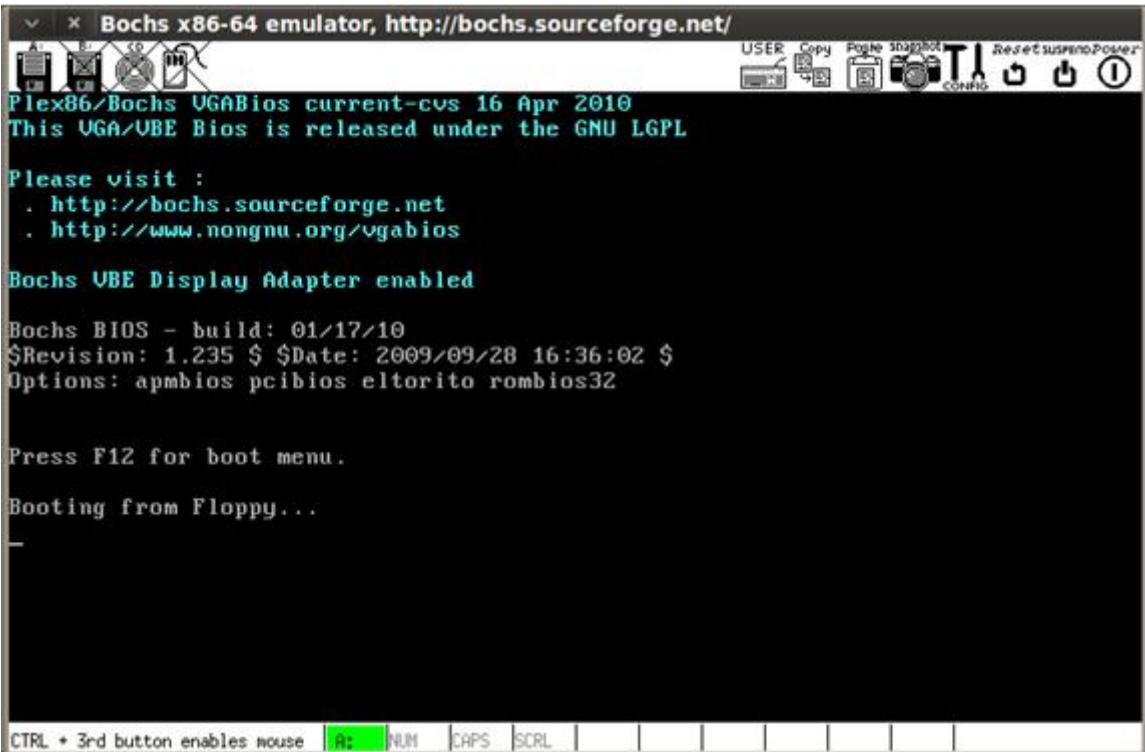 Bochs x86-64 emulator, http://bochs.sourceforge.net/
A: B: CD USER Copy Paste snapshot CONFIG Reset SUSPEND Power
Plex86/Bochs VGABios current-cvs 16 Apr 2010
This VGA/VBE Bios is released under the GNU LGPL
Please visit :
. http://bochs.sourceforge.net
. http://www.nongnu.org/vgabios
Bochs VBE Display Adapter enabled
Bochs BIOS - build: 01/17/10
$Revision: 1.235 $ $Date: 2009/09/28 16:36:02 $
Options: apmbios pcibios eltorito rombios32
Press F12 for boot menu.
Booting from Floppy...
CTRL + 3rd button enables mouse A: NUM CAPS SCRL